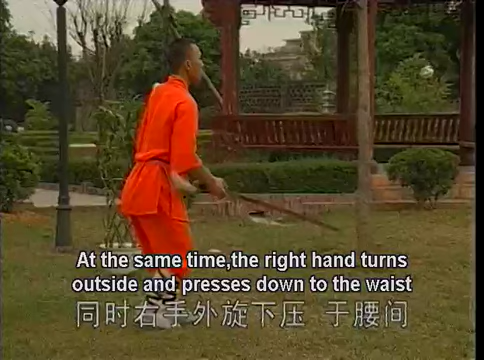 At the same time,the right hand turns
outside and presses down to the waist
同时右手外旋下压 于腰间